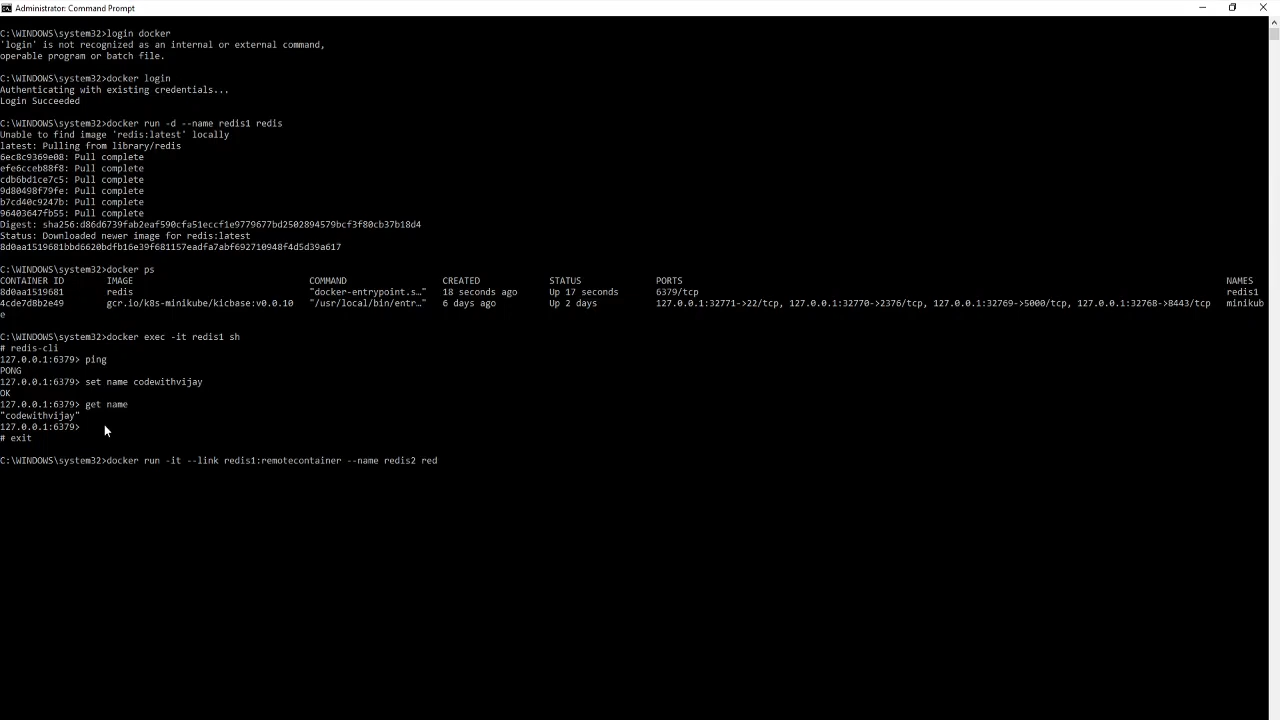 Administrator: Command Prompt
C:\WINDOWS\system32>login docker
'login' is not recognized as an internal or external command,
operable program or batch file.
C:\WINDOWS\system32>docker login
Authenticating with existing credentials...
Login Succeeded
C:\WINDOWS\system32>docker run -d --name redis1 redis
Unable to find image 'redis:latest' locally
latest: Pulling from library/redis
6ec8c9369e08: Pull complete
efe6cceb88f8: Pull complete
cdb6bd1ce7c5: Pull complete
9d80498f79fe: Pull complete
b7cd40c9247b: Pull complete
96403647fb55: Pull complete
Digest: sha256:d86d6739fab2eaf590cfa51eccf1e9779677bd2502894579bcf3f80cb37b18d4
Status: Downloaded newer image for redis:latest
8d0aa1519681bbd6620bdfb16e39f681157eadfa7abf692710948f4d5d39a617
C:\WINDOWS\system32>docker ps
CONTAINER ID IMAGE COMMAND CREATED STATUS PORTS NAMES
8d0aa1519681 redis "docker-entrypoint.s…" 18 seconds ago Up 17 seconds 6379/tcp redis1
4cde7d8b2e49 gcr.io/k8s-minikube/kicbase:v0.0.10 "/usr/local/bin/entr…" 6 days ago Up 2 days 127.0.0.1:32771->22/tcp, 127.0.0.1:32770->2376/tcp, 127.0.0.1:32769->5000/tcp, 127.0.0.1:32768->8443/tcp minikub
e
C:\WINDOWS\system32>docker exec -it redis1 sh
# redis-cli
127.0.0.1:6379> ping
PONG
127.0.0.1:6379> set name codewithvijay
OK
127.0.0.1:6379> get name
"codewithvijay"
127.0.0.1:6379>
# exit
C:\WINDOWS\system32>docker run -it --link redis1:remotecontainer --name redis2 red